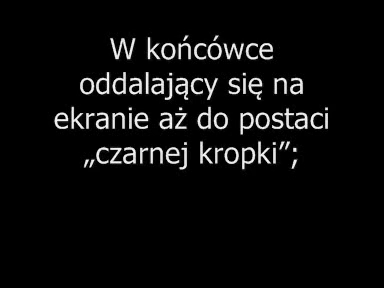 W końcówce
oddalający się na
ekranie aż do postaci
„czarnej kropki”;